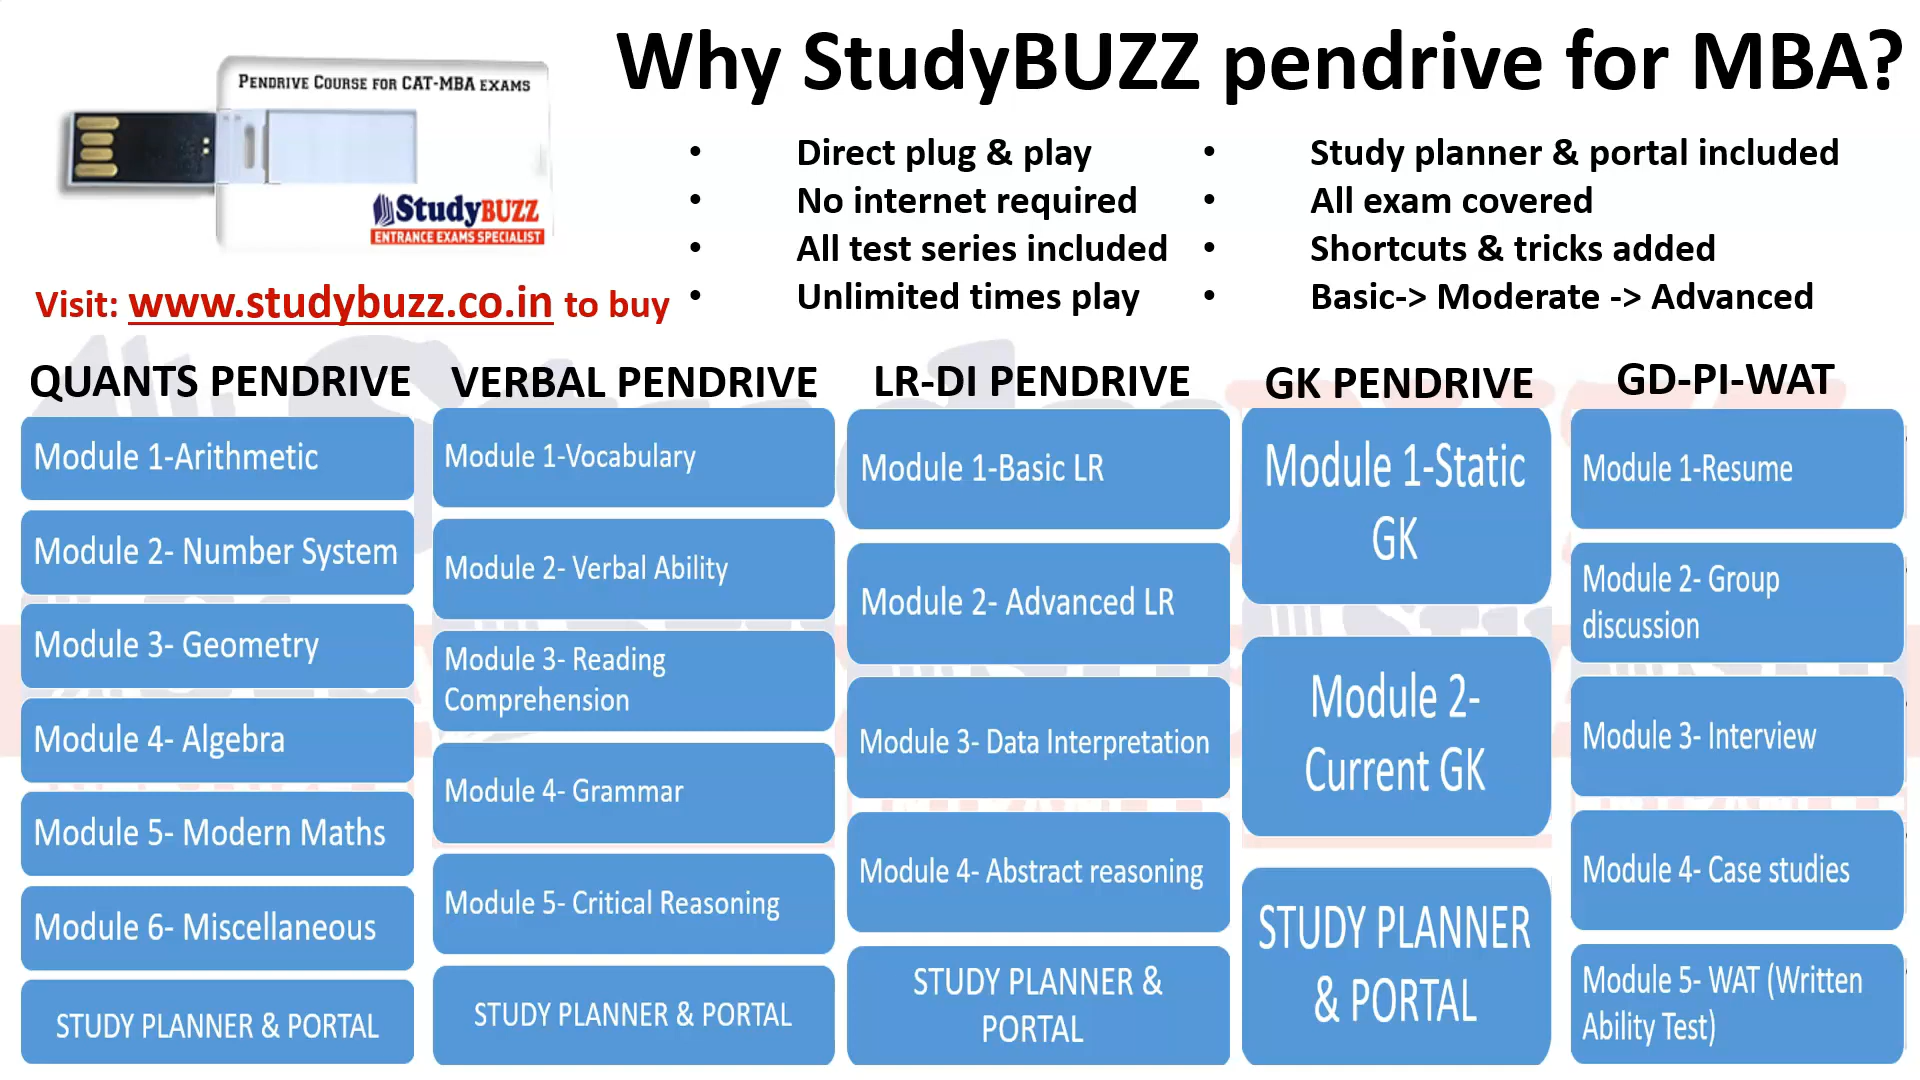 Why StudyBUZZ pendrive for MBA?
PENDRIVE COURSE FOR CAT-MBA EXAMS
StudyBUZZ
ENTRANCE EXAMS SPECIALIST
Visit: www.studybuzz.co.in to buy
• Direct plug & play
• No internet required
• All test series included
• Unlimited times play
• Study planner & portal included
• All exam covered
• Shortcuts & tricks added
• Basic-> Moderate -> Advanced
QUANTS PENDRIVE
Module 1-Arithmetic
Module 2- Number System
Module 3- Geometry
Module 4- Algebra
Module 5- Modern Maths
Module 6- Miscellaneous
STUDY PLANNER & PORTAL
VERBAL PENDRIVE
Module 1-Vocabulary
Module 2- Verbal Ability
Module 3- Reading
Comprehension
Module 4- Grammar
Module 5- Critical Reasoning
STUDY PLANNER & PORTAL
LR-DI PENDRIVE
Module 1-Basic LR
Module 2- Advanced LR
Module 3- Data Interpretation
Module 4- Abstract reasoning
STUDY PLANNER &
PORTAL
GK PENDRIVE
Module 1-Static
GK
Module 2-
Current GK
STUDY PLANNER
& PORTAL
GD-PI-WAT
Module 1-Resume
Module 2- Group
discussion
Module 3- Interview
Module 4- Case studies
Module 5- WAT (Written
Ability Test)